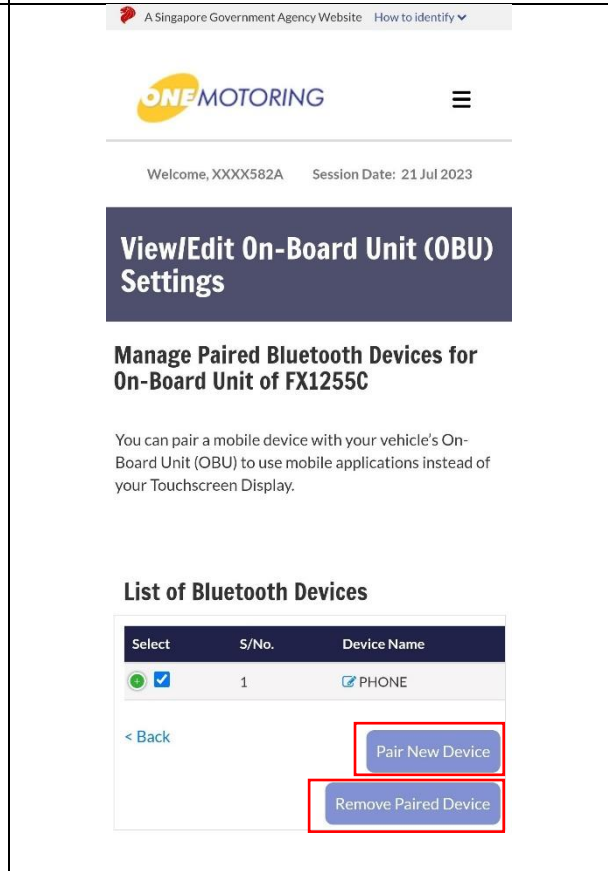 A Singapore Government Agency Website How to identify
ONE MOTORING
Welcome, XXXX582A Session Date: 21 Jul 2023
View/Edit On-Board Unit (OBU)
Settings
Manage Paired Bluetooth Devices for
On-Board Unit of FX1255C
You can pair a mobile device with your vehicle's On-
Board Unit (OBU) to use mobile applications instead of
your Touchscreen Display.
List of Bluetooth Devices
Select S/No. Device Name
1 PHONE
< Back
Pair New Device
Remove Paired Device